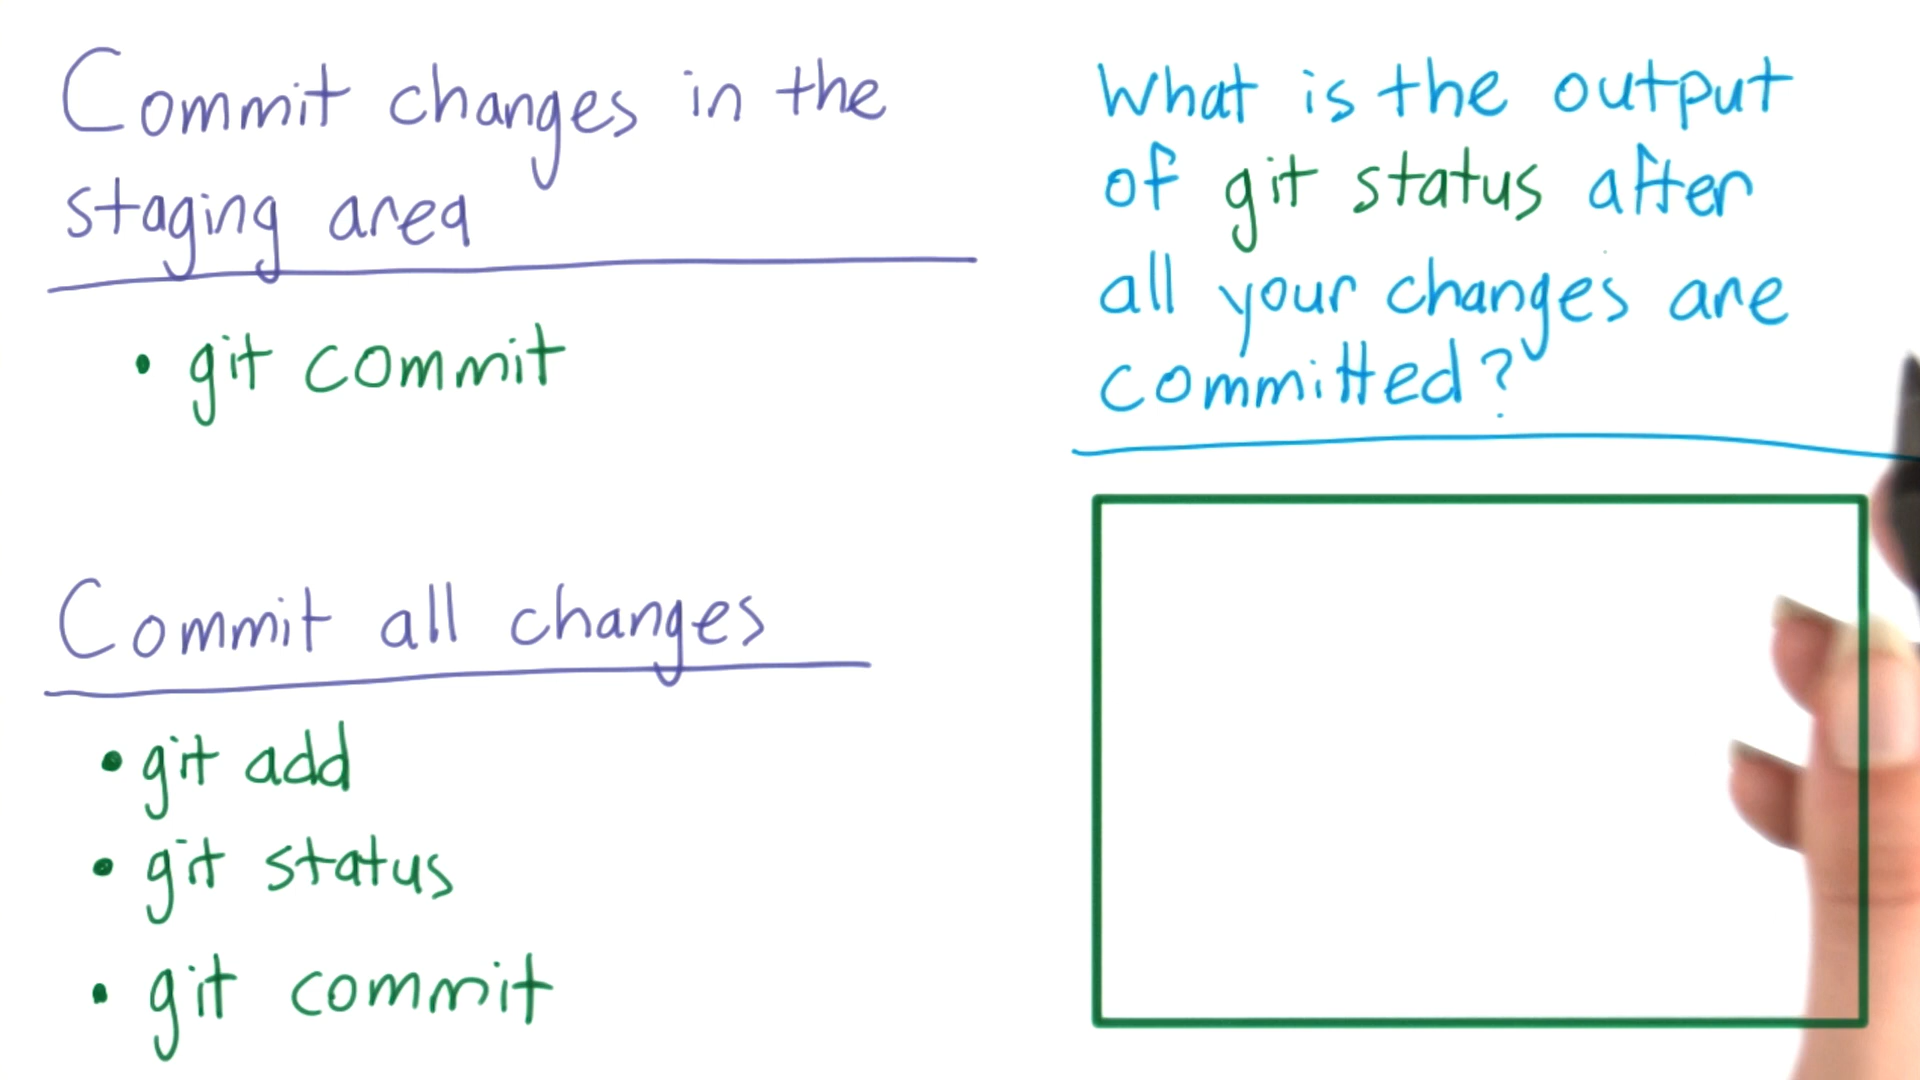 Commit changes in the
staging area
• git commit
Commit all changes
• git add
• git status
• git commit
What is the output
of git status after
all your changes are
committed?